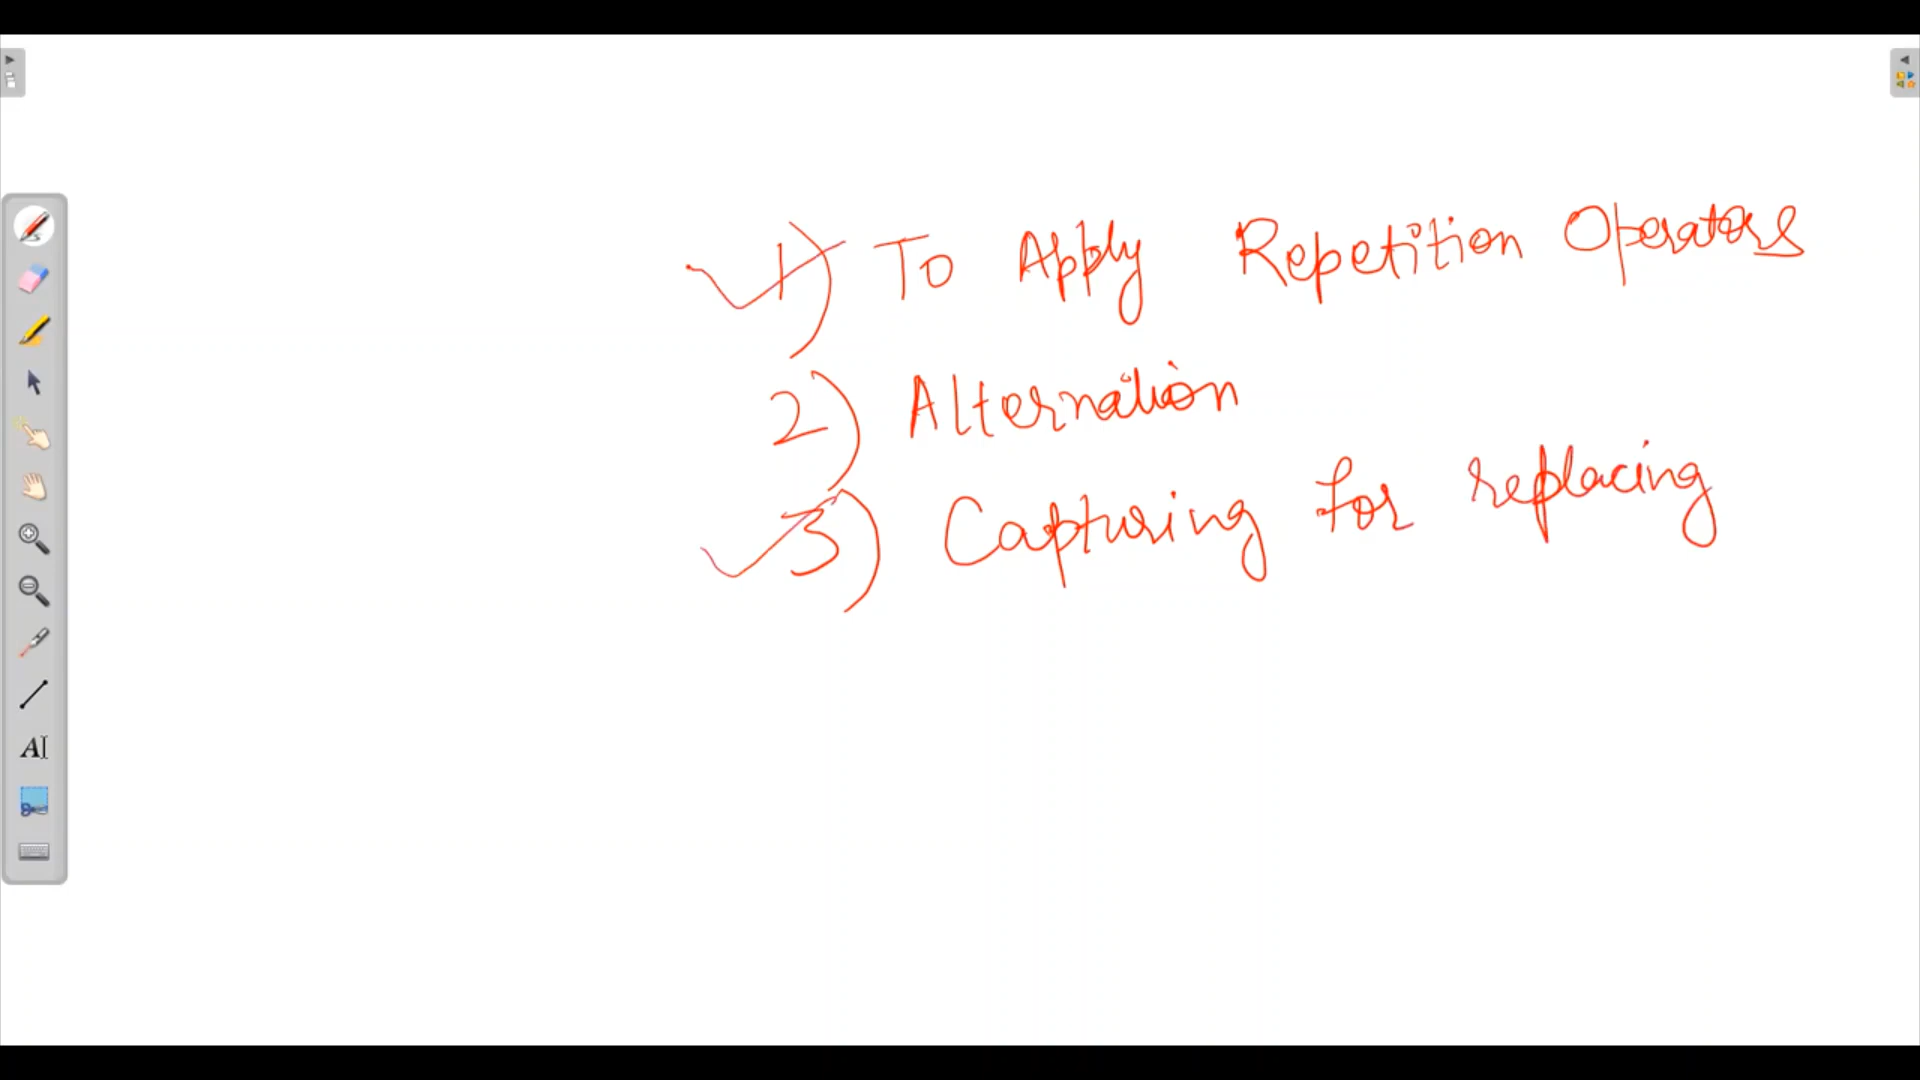 1) To Apply Repetition Operators
2) Alternation
3) Capturing for replacing